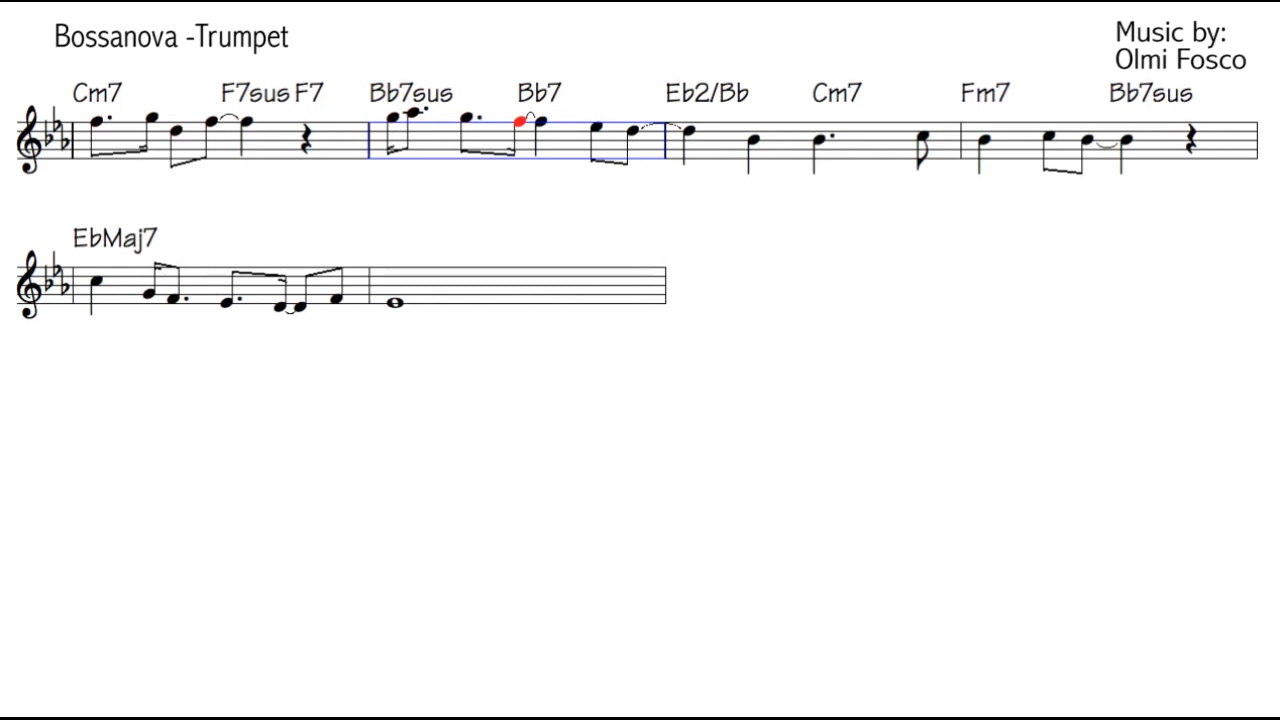 Bossanova -Trumpet
Music by:
Olmi Fosco
Cm7 F7sus F7 Bb7sus Bb7 Eb2/Bb Cm7 Fm7 Bb7sus
EbMaj7